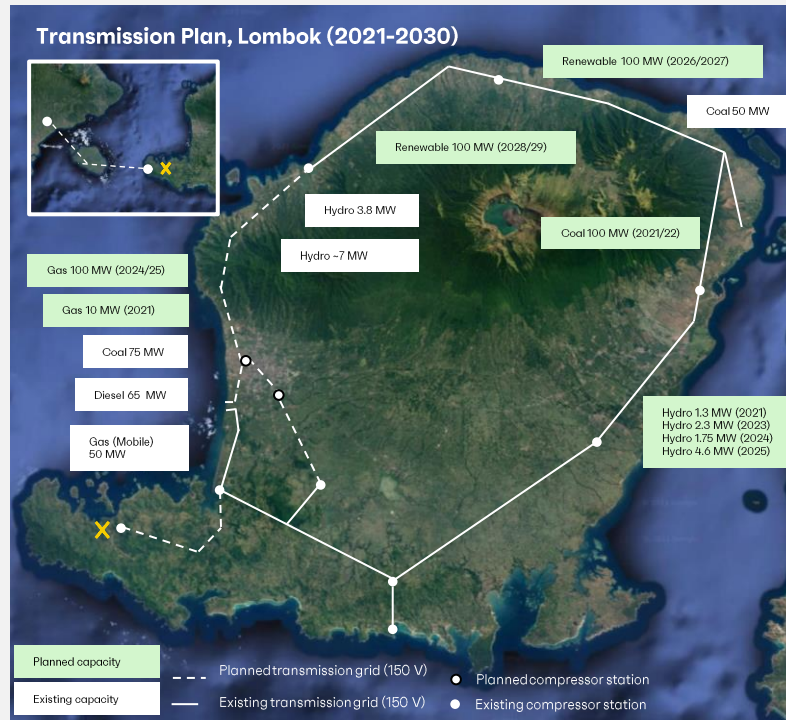 Transmission Plan, Lombok (2021-2030)
Renewable 100 MW (2026/2027)
Coal 50 MW
Renewable 100 MW (2028/29)
Hydro 3.8 MW
Coal 100 MW (2021/22)
Hydro ~7 MW
Gas 100 MW (2024/25)
Gas 10 MW (2021)
Coal 75 MW
Diesel 65 MW
Gas (Mobile)
50 MW
Hydro 1.3 MW (2021)
Hydro 2.3 MW (2023)
Hydro 1.75 MW (2024)
Hydro 4.6 MW (2025)
Planned capacity
Existing capacity
Planned transmission grid (150 V)
Existing transmission grid (150 V)
Planned compressor station
Existing compressor station